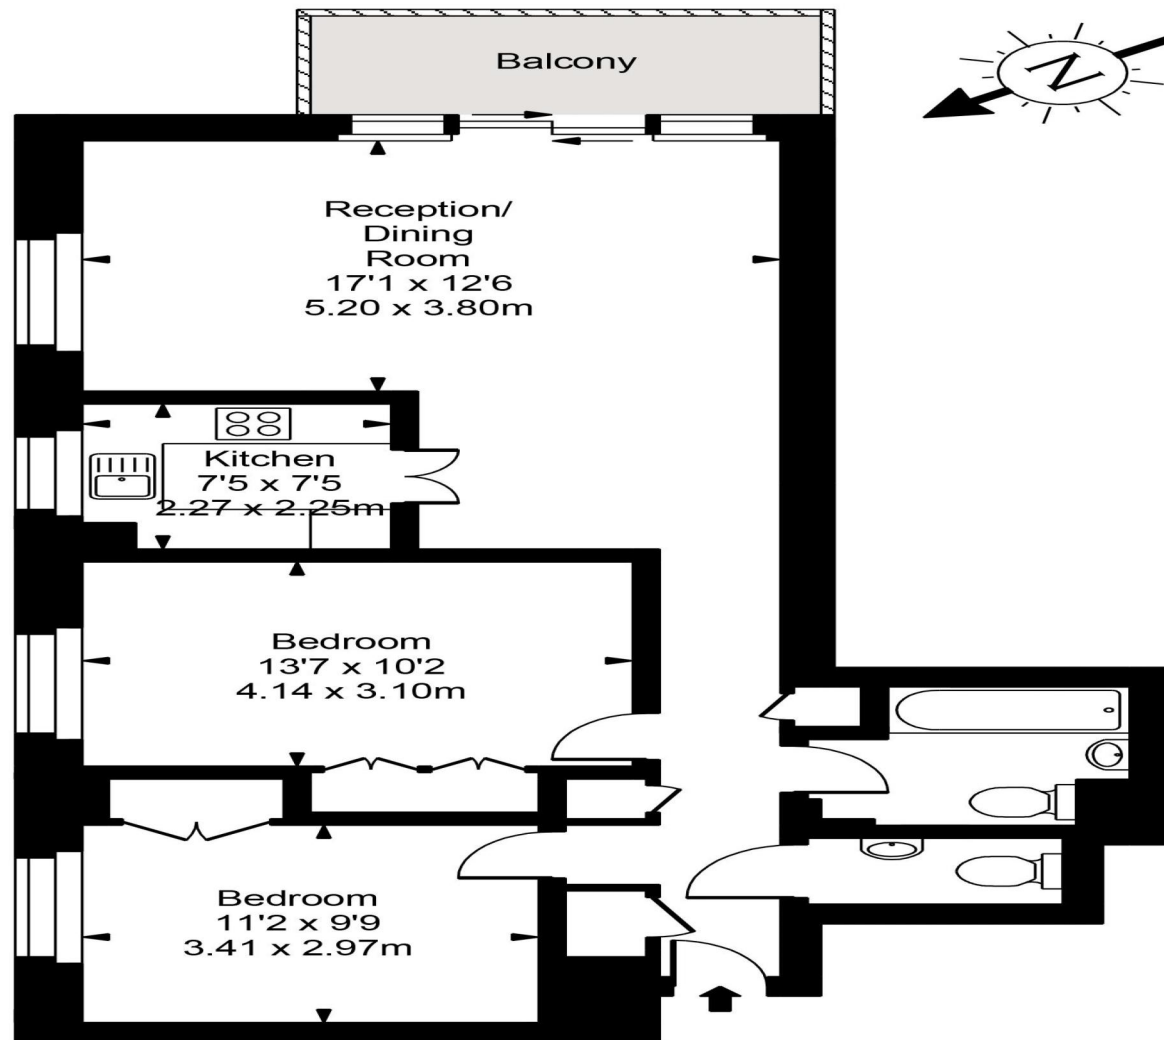 Balcony
N
Reception/
Dining
Room
17'1 x 12'6
5.20 x 3.80m
Kitchen
7'5 x 7'5
2.27 x 2.25m
Bedroom
13'7 x 10'2
4.14 x 3.10m
Bedroom
11'2 x 9'9
3.41 x 2.97m